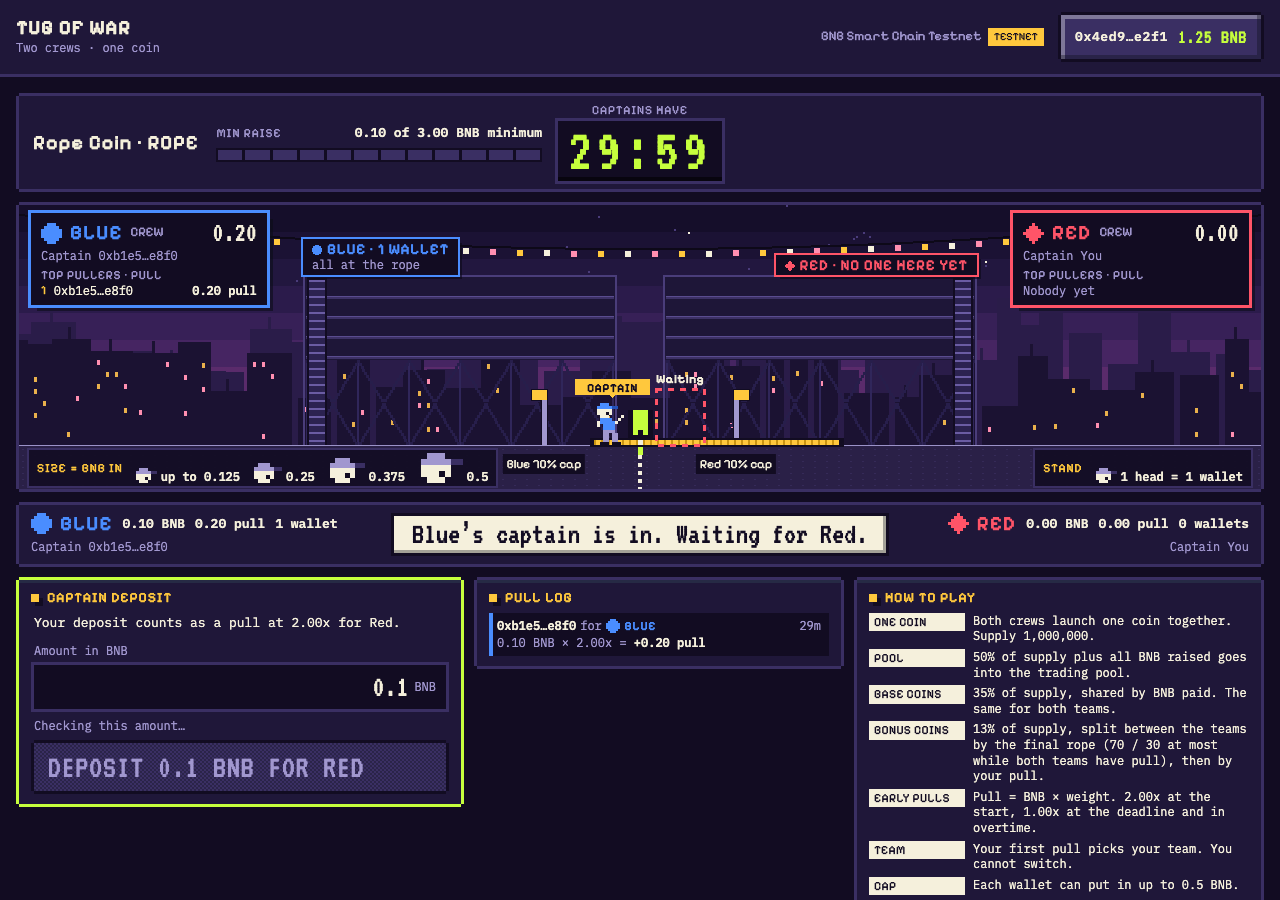 TUG OF WAR
Two crews · one coin
BNB Smart Chain Testnet
TESTNET
0x4ed9…e2f1 1.25 BNB
Rope Coin · ROPE
MIN RAISE
0.10 of 3.00 BNB minimum
CAPTAINS HAVE
29:59
BLUE CREW 0.20
Captain 0xb1e5…e8f0
TOP PULLERS · PULL
1 0xb1e5…e8f0 0.20 pull
BLUE · 1 WALLET
all at the rope
RED · NO ONE HERE YET
RED CREW 0.00
Captain You
TOP PULLERS · PULL
Nobody yet
CAPTAIN
Waiting
SIZE = BNB IN
up to 0.125
0.25
0.375
0.5
Blue 70% cap
Red 70% cap
STAND
1 head = 1 wallet
BLUE 0.10 BNB 0.20 pull 1 wallet
Captain 0xb1e5…e8f0
Blue's captain is in. Waiting for Red.
RED 0.00 BNB 0.00 pull 0 wallets
Captain You
CAPTAIN DEPOSIT
Your deposit counts as a pull at 2.00x for Red.
Amount in BNB
0.1 BNB
Checking this amount…
DEPOSIT 0.1 BNB FOR RED
PULL LOG
0xb1e5…e8f0 for BLUE 29m
0.10 BNB × 2.00x = +0.20 pull
HOW TO PLAY
ONE COIN
Both crews launch one coin together.
Supply 1,000,000.
POOL
50% of supply plus all BNB raised goes
into the trading pool.
BASE COINS
35% of supply, shared by BNB paid. The
same for both teams.
BONUS COINS
13% of supply, split between the teams
by the final rope (70 / 30 at most
while both teams have pull), then by
your pull.
EARLY PULLS
Pull = BNB × weight. 2.00x at the
start, 1.00x at the deadline and in
overtime.
TEAM
Your first pull picks your team. You
cannot switch.
CAP
Each wallet can put in up to 0.5 BNB.